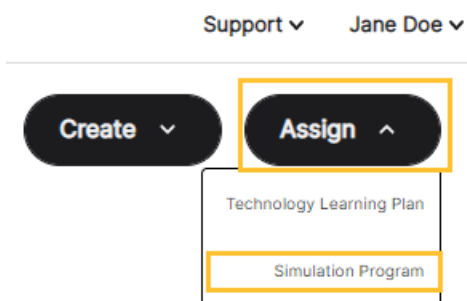 Support Jane Doe
Create Assign
Technology Learning Plan
Simulation Program